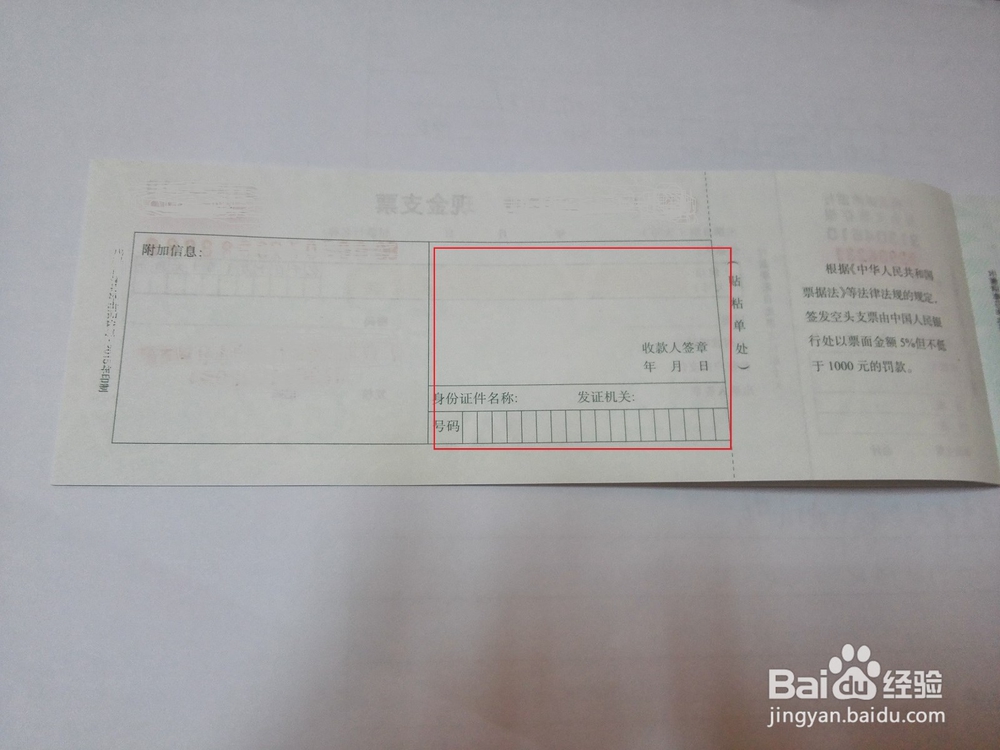 现金支票
附加信息:
收款人签章
年 月 日
身份证件名称: 发证机关:
号码
(贴粘单处)
根据《中华人民共和国
票据法》等法律法规的规定,
签发空头支票由中国人民银
行处以票面金额5%但不低
于1000元的罚款。
Baidu经验
jingyan.baidu.com